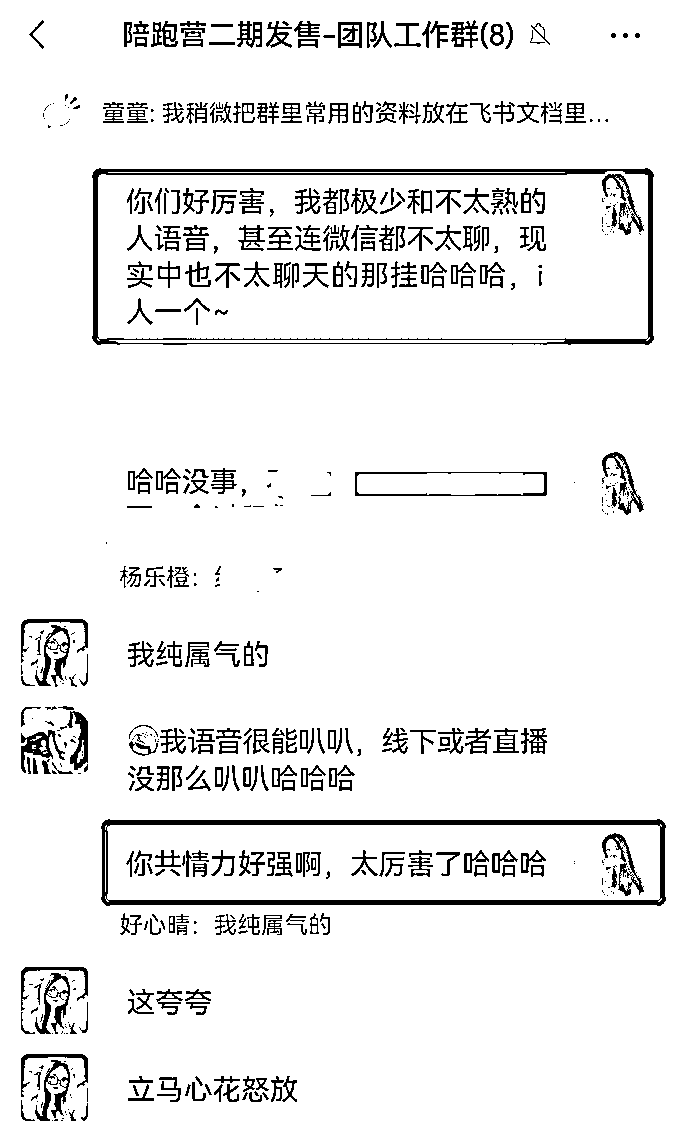 陪跑营二期发售-团队工作群(8)
童童: 我稍微把群里常用的资料放在飞书文档里...
你们好厉害，我都极少和不太熟的
人语音，甚至连微信都不太聊，现
实中也不太聊天的那挂哈哈哈，i
人一个~
哈哈没事，
杨乐橙：
我纯属气的
我语音很能叭叭，线下或者直播
没那么叭叭哈哈哈
你共情力好强啊，太厉害了哈哈哈
好心晴：我纯属气的
这夸夸
立马心花怒放